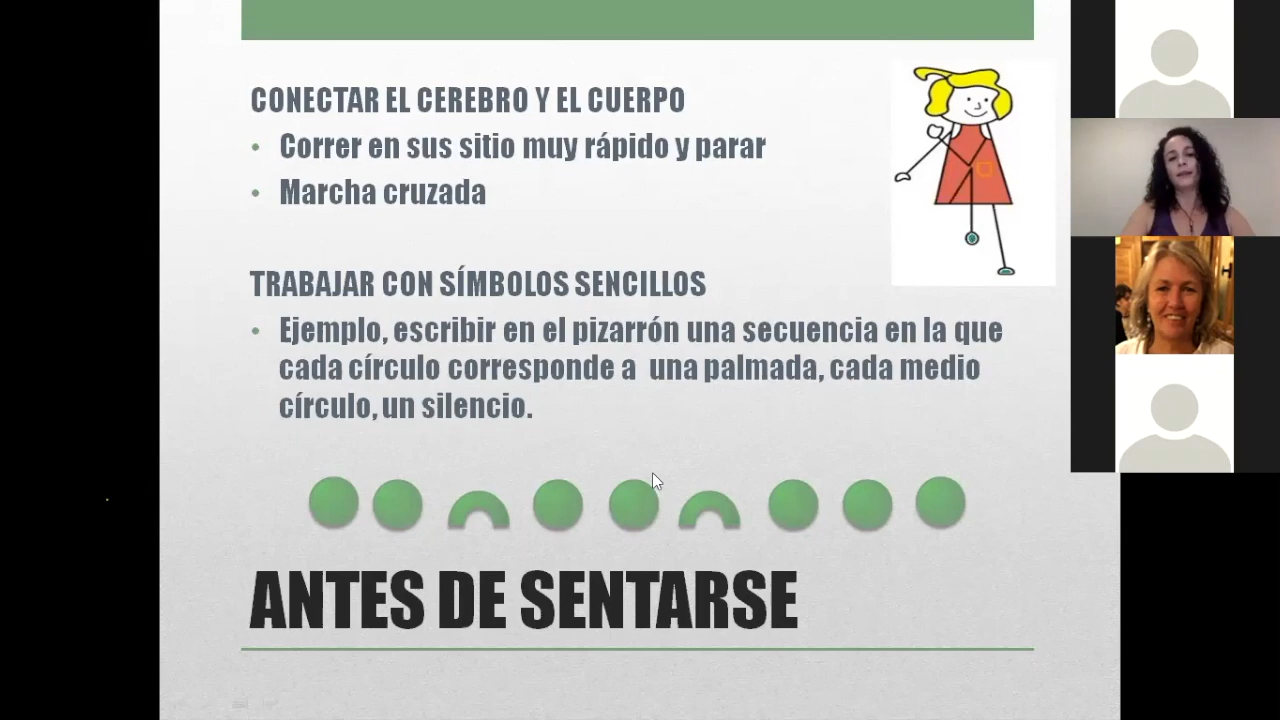 CONECTAR EL CEREBRO Y EL CUERPO
• Correr en sus sitio muy rápido y parar
• Marcha cruzada
TRABAJAR CON SÍMBOLOS SENCILLOS
• Ejemplo, escribir en el pizarrón una secuencia en la que
cada círculo corresponde a una palmada, cada medio
círculo, un silencio.
ANTES DE SENTARSE